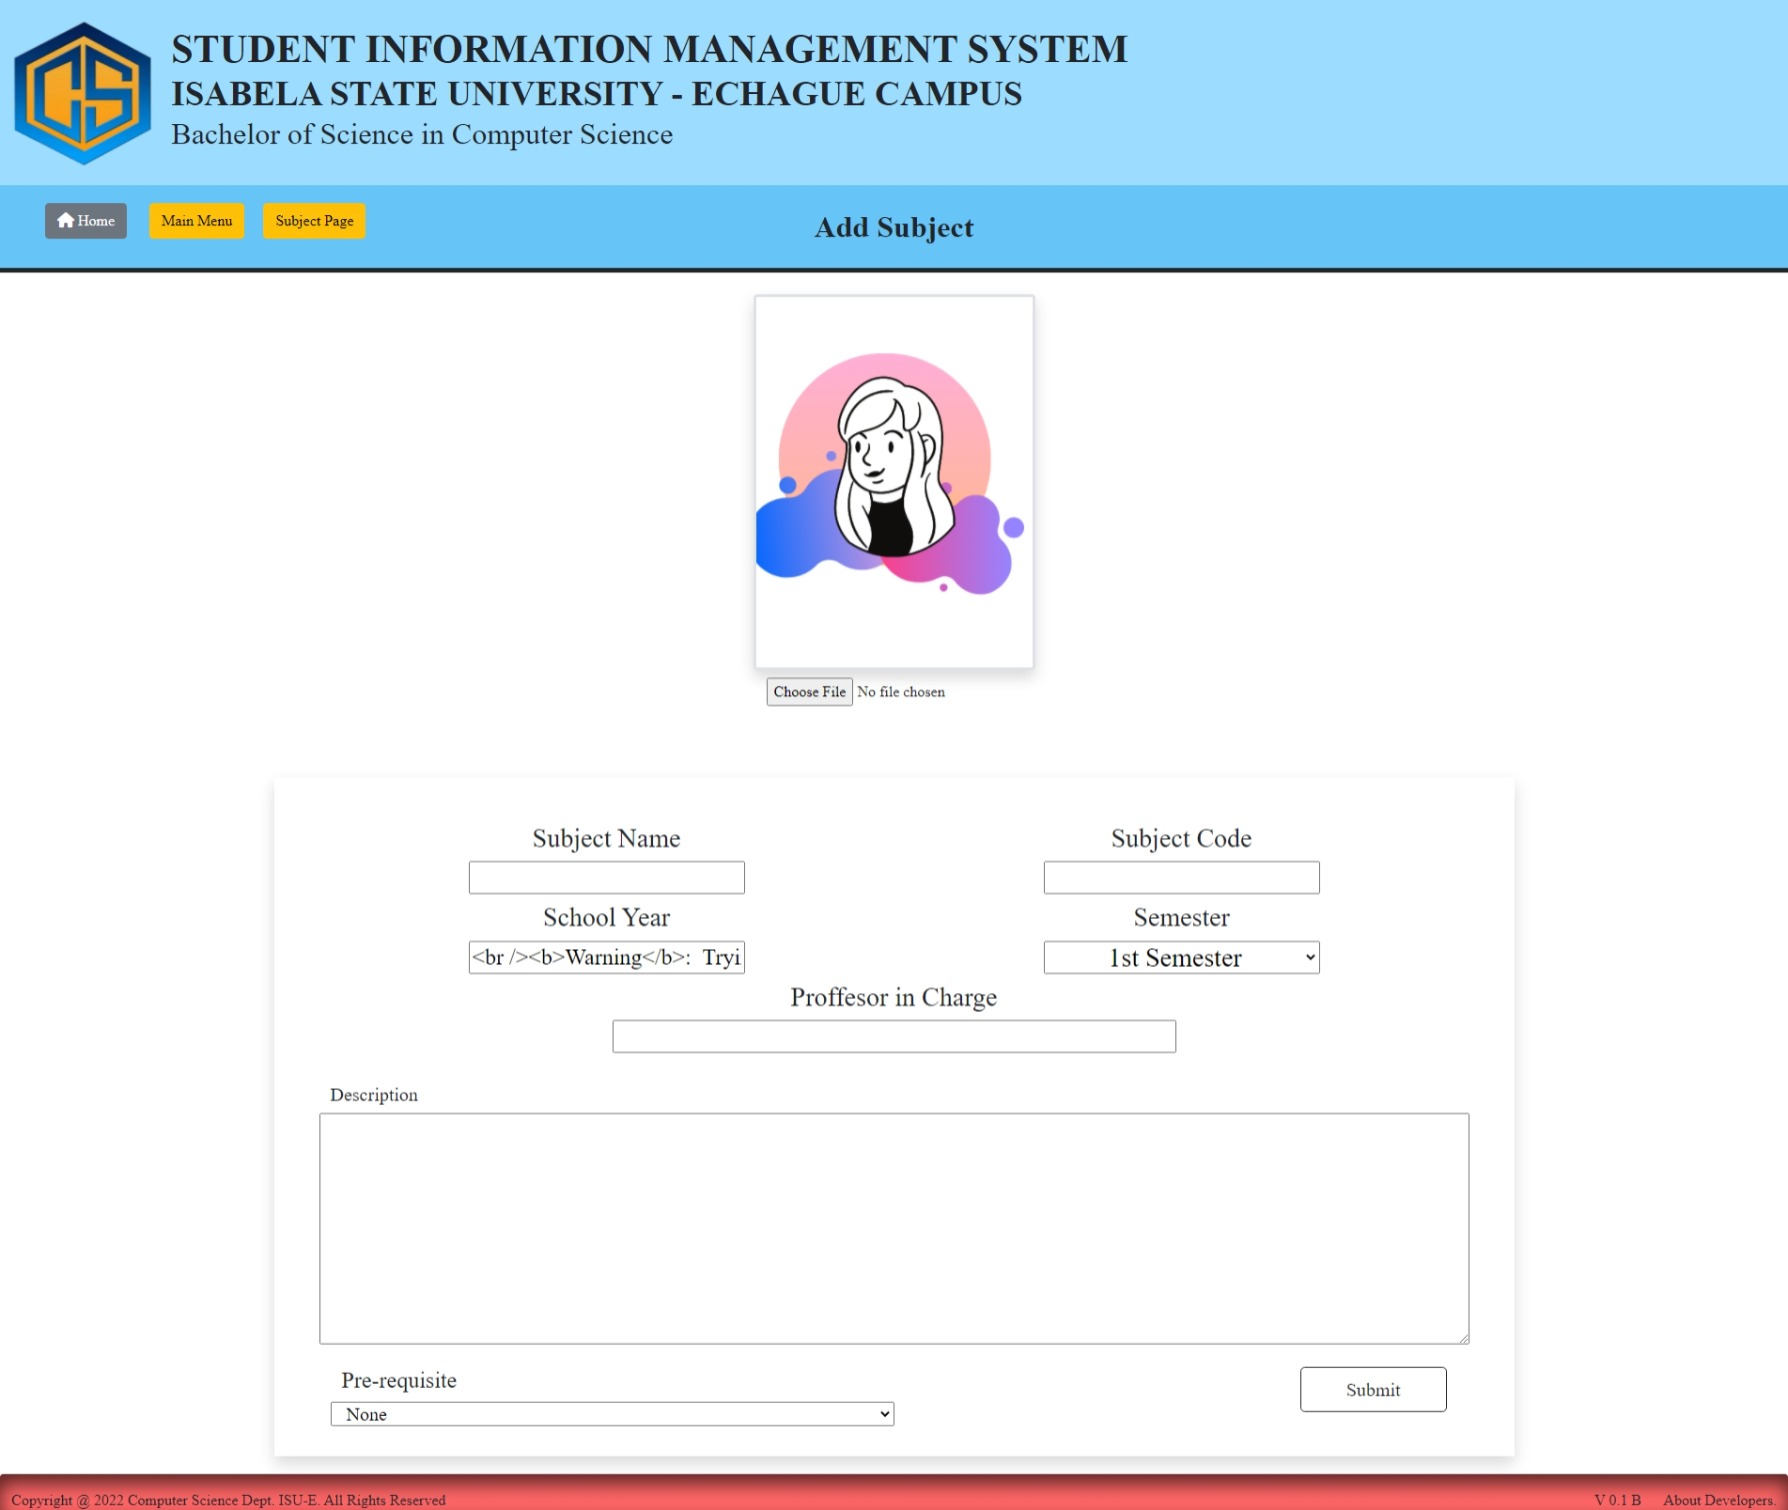 CS
STUDENT INFORMATION MANAGEMENT SYSTEM
ISABELA STATE UNIVERSITY - ECHAGUE CAMPUS
Bachelor of Science in Computer Science
Home Main Menu Subject Page Add Subject
Choose File No file chosen
Subject Name Subject Code
School Year Semester
<br /><b>Warning</b>:  Tryi 1st Semester
Proffesor in Charge
Description
Pre-requisite
None
Submit
Copyright @ 2022 Computer Science Dept. ISU-E. All Rights Reserved V 0.1 B About Developers.